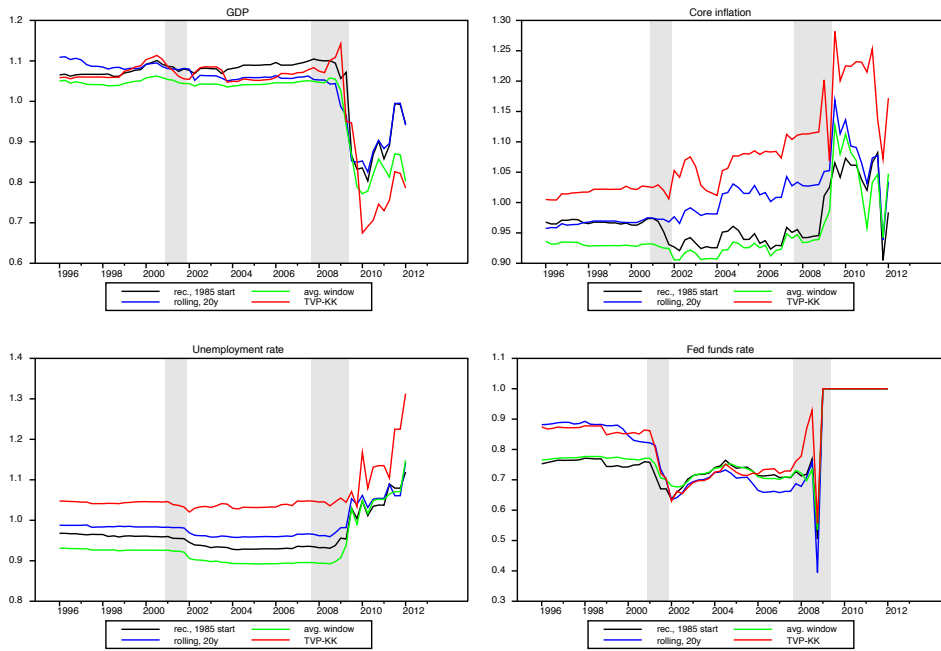 GDP
1.2
1.1
1.0
0.9
0.8
0.7
0.6
1996 1998 2000 2002 2004 2006 2008 2010 2012
rec., 1985 start avg. window
rolling, 20y TVP-KK
Core inflation
1.30
1.25
1.20
1.15
1.10
1.05
1.00
0.95
0.90
1996 1998 2000 2002 2004 2006 2008 2010 2012
rec., 1985 start avg. window
rolling, 20y TVP-KK
Unemployment rate
1.4
1.3
1.2
1.1
1.0
0.9
0.8
1996 1998 2000 2002 2004 2006 2008 2010 2012
rec., 1985 start avg. window
rolling, 20y TVP-KK
Fed funds rate
1.1
1.0
0.9
0.8
0.7
0.6
0.5
0.4
0.3
1996 1998 2000 2002 2004 2006 2008 2010 2012
rec., 1985 start avg. window
rolling, 20y TVP-KK